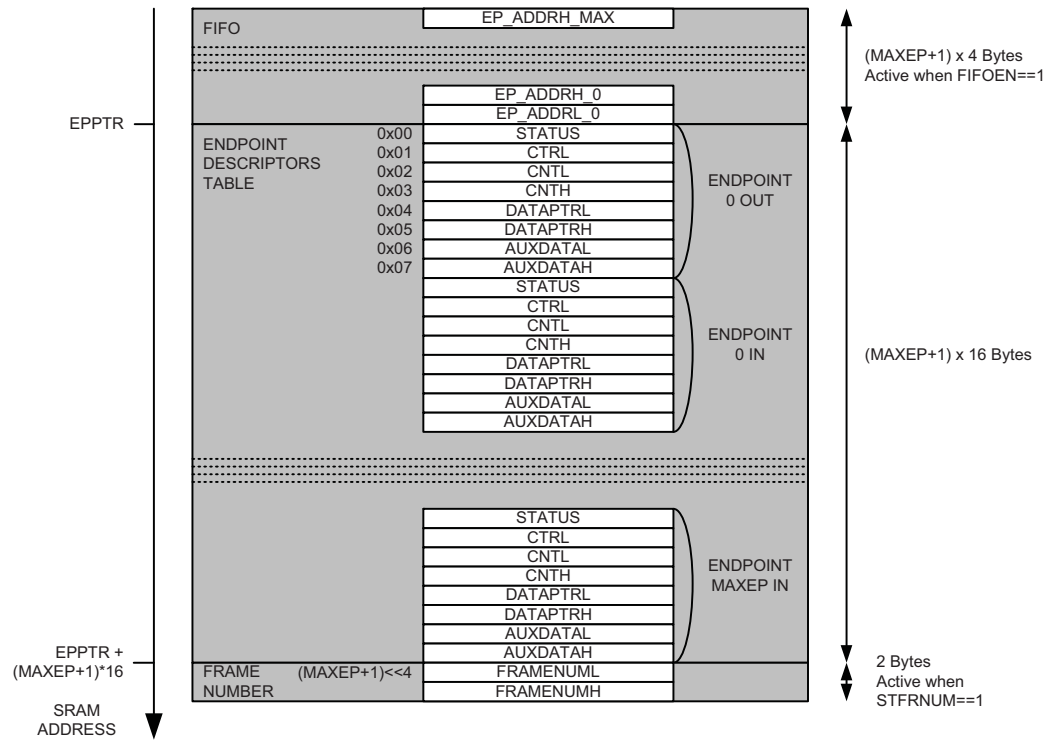 FIFO
EP_ADDRH_MAX
(MAXEP+1) x 4 Bytes
Active when FIFOEN==1
EP_ADDRH_0
EP_ADDRL_0
EPPTR
ENDPOINT
DESCRIPTORS
TABLE
0x00
STATUS
0x01
CTRL
0x02
CNTL
0x03
CNTH
0x04
DATAPTRL
0x05
DATAPTRH
0x06
AUXDATAL
0x07
AUXDATAH
ENDPOINT
0 OUT
STATUS
CTRL
CNTL
CNTH
DATAPTRL
DATAPTRH
AUXDATAL
AUXDATAH
ENDPOINT
0 IN
(MAXEP+1) x 16 Bytes
STATUS
CTRL
CNTL
CNTH
DATAPTRL
DATAPTRH
AUXDATAL
AUXDATAH
ENDPOINT
MAXEP IN
EPPTR +
(MAXEP+1)*16
FRAME
NUMBER
(MAXEP+1)<<4
FRAMENUML
FRAMENUMH
2 Bytes
Active when
STFRNUM==1
SRAM
ADDRESS